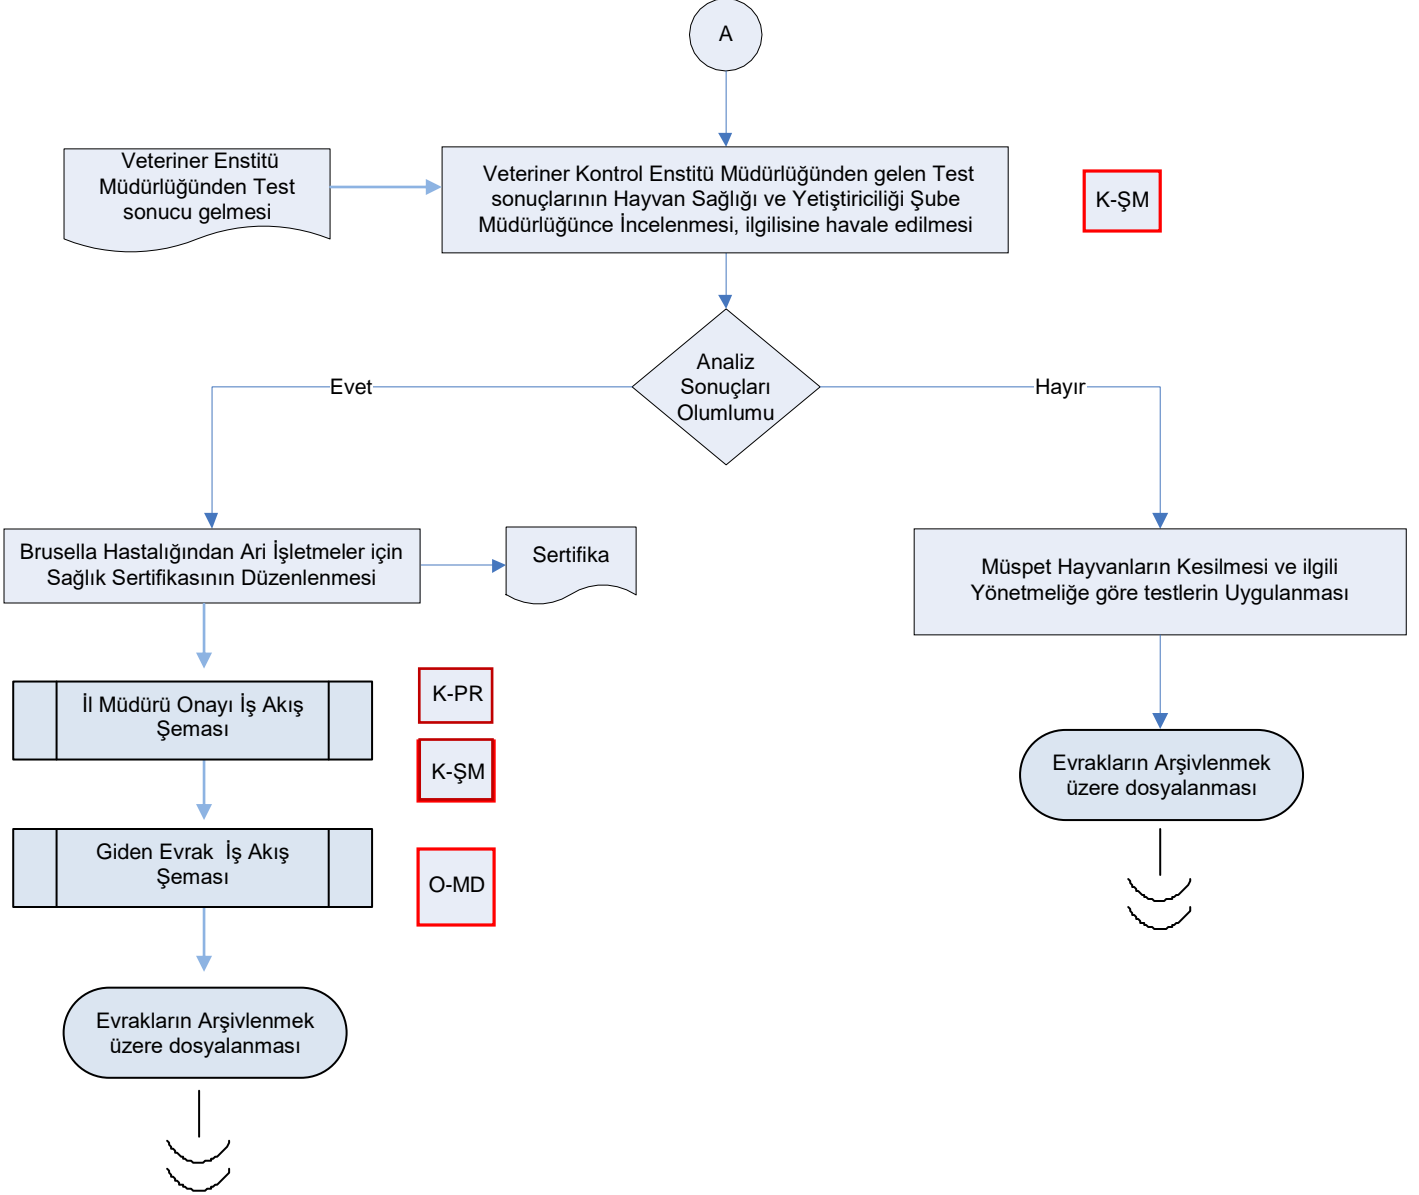 A
Veteriner Enstitü
Müdürlüğünden Test
sonucu gelmesi
Veteriner Kontrol Enstitü Müdürlüğünden gelen Test
sonuçlarının Hayvan Sağlığı ve Yetiştiriciliği Şube
Müdürlüğünce İncelenmesi, ilgilisine havale edilmesi
K-ŞM
Analiz
Sonuçları
Olumlumu
Evet
Hayır
Brusella Hastalığından Ari İşletmeler için
Sağlık Sertifikasının Düzenlenmesi
Sertifika
Müspet Hayvanların Kesilmesi ve ilgili
Yönetmeliğe göre testlerin Uygulanması
İl Müdürü Onayı İş Akış
Şeması
K-PR
K-ŞM
Evrakların Arşivlenmek
üzere dosyalanması
Giden Evrak  İş Akış
Şeması
O-MD
Evrakların Arşivlenmek
üzere dosyalanması